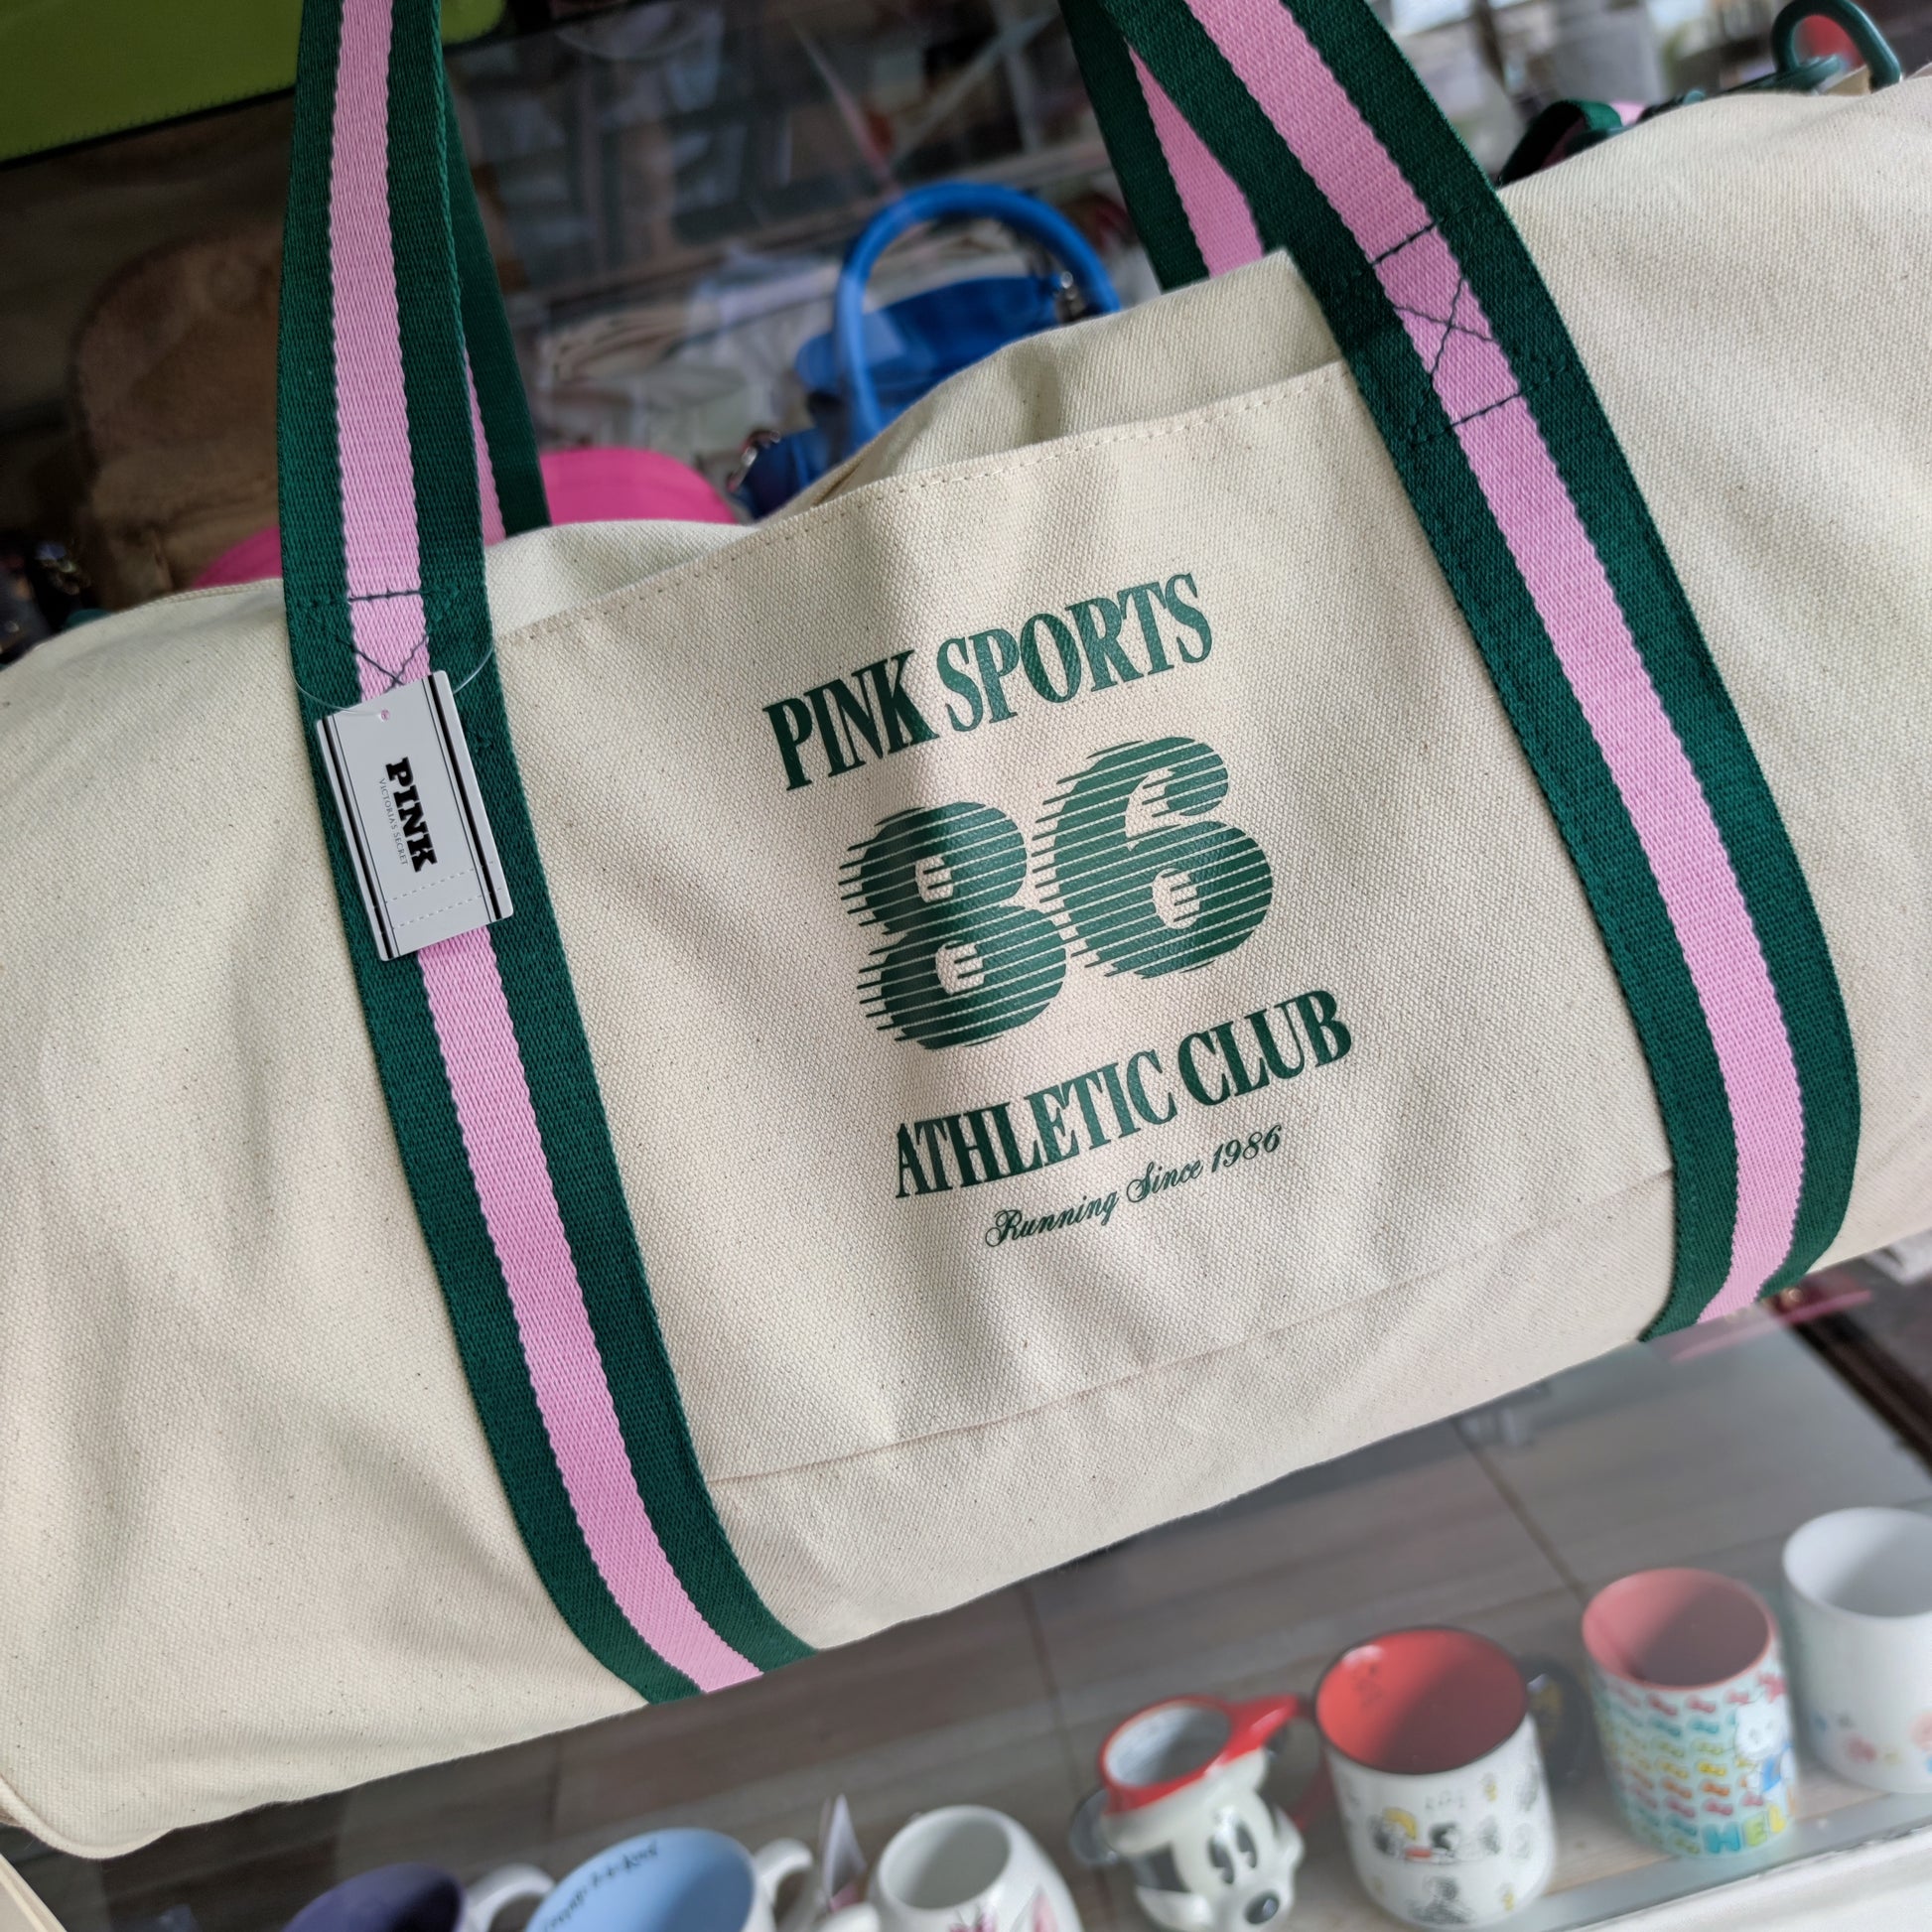 PINK SPORTS
86
ATHLETIC CLUB
Running Since 1986
PINK
VICTORIA'S SECRET